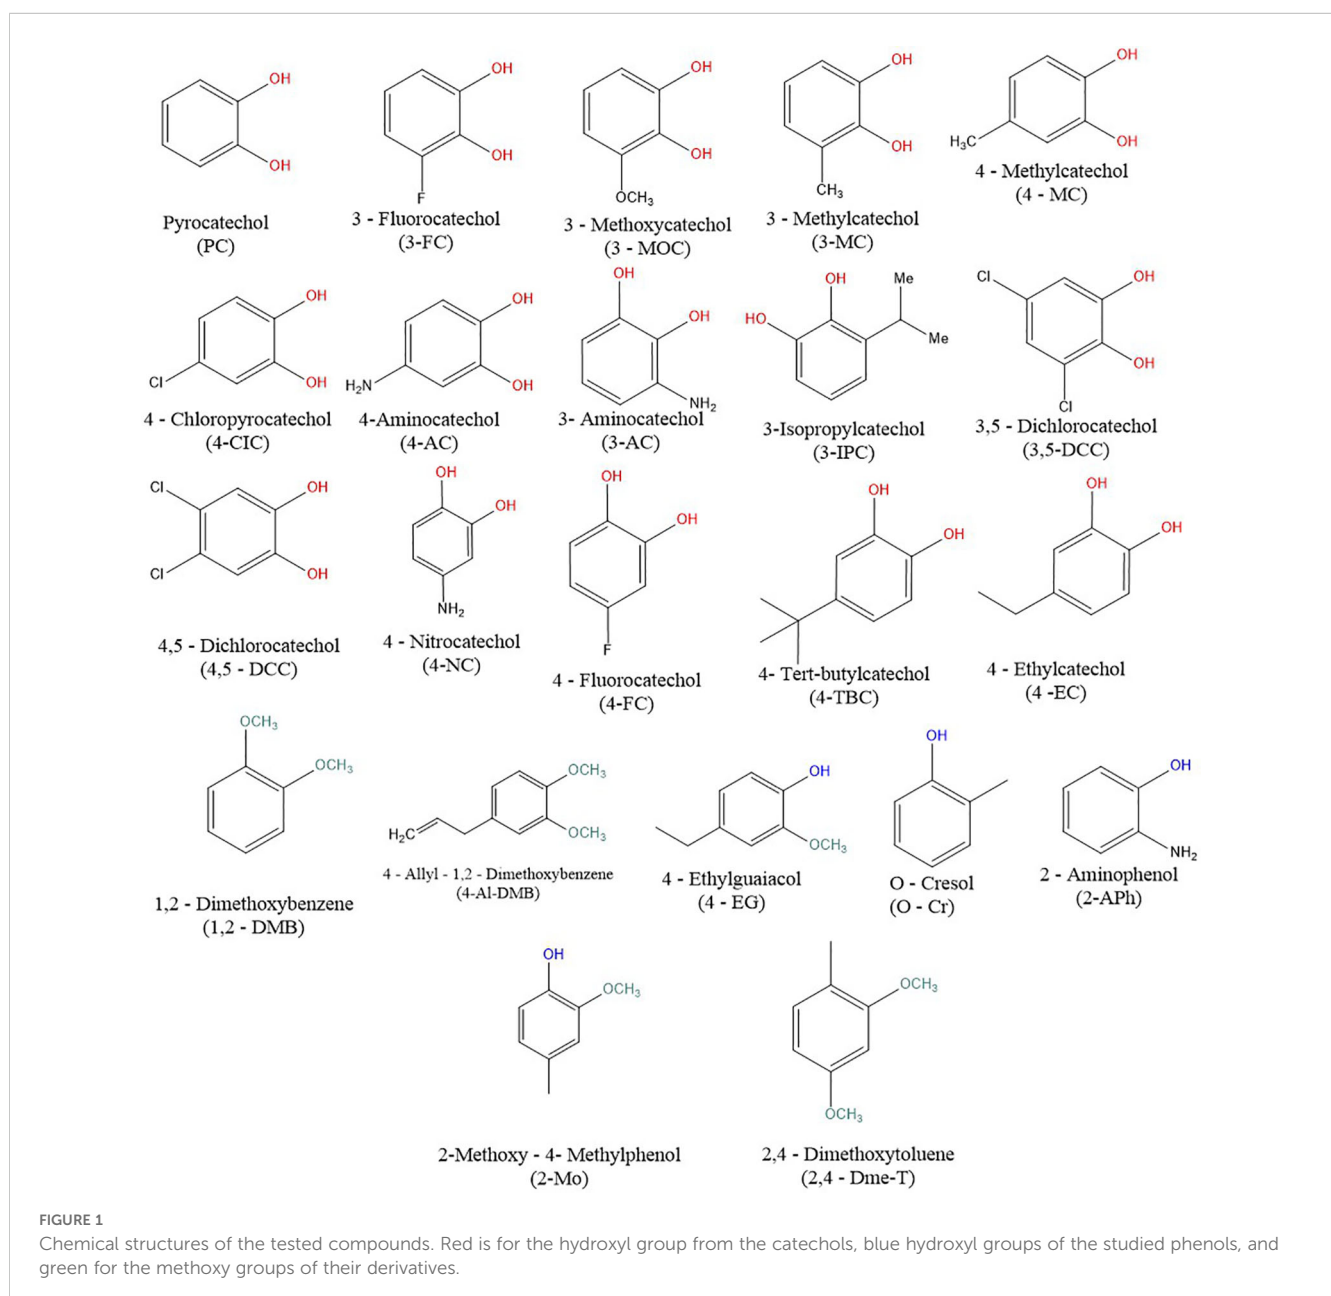 OH
OH
Pyrocatechol
(PC)
OH
OH
F
3 - Fluorocatechol
(3-FC)
OH
OH
OCH₃
3 - Methoxycatechol
(3 - MOC)
OH
OH
CH₃
3 - Methylcatechol
(3-MC)
OH
OH
H₃C
4 - Methylcatechol
(4 - MC)
OH
OH
Cl
4 - Chloropyrocatechol
(4-ClC)
OH
OH
H₂N
4-Aminocatechol
(4-AC)
OH
OH
NH₂
3- Aminocatechol
(3-AC)
OH
Me
HO
Me
3-Isopropylcatechol
(3-IPC)
Cl
OH
OH
Cl
3,5 - Dichlorocatechol
(3,5-DCC)
Cl
OH
Cl
OH
4,5 - Dichlorocatechol
(4,5 - DCC)
OH
OH
NH₂
4 - Nitrocatechol
(4-NC)
OH
OH
F
4 - Fluorocatechol
(4-FC)
OH
OH
4- Tert-butylcatechol
(4-TBC)
OH
OH
4 - Ethylcatechol
(4 -EC)
OCH₃
OCH₃
1,2 - Dimethoxybenzene
(1,2 - DMB)
OCH₃
H₂C
OCH₃
4 - Allyl - 1,2 - Dimethoxybenzene
(4-Al-DMB)
OH
OCH₃
4 - Ethylguaiacol
(4 - EG)
OH
O - Cresol
(O - Cr)
OH
NH₂
2 - Aminophenol
(2-APh)
OH
OCH₃
2-Methoxy - 4- Methylphenol
(2-Mo)
OCH₃
OCH₃
2,4 - Dimethoxytoluene
(2,4 - Dme-T)
FIGURE 1
Chemical structures of the tested compounds. Red is for the hydroxyl group from the catechols, blue hydroxyl groups of the studied phenols, and
green for the methoxy groups of their derivatives.